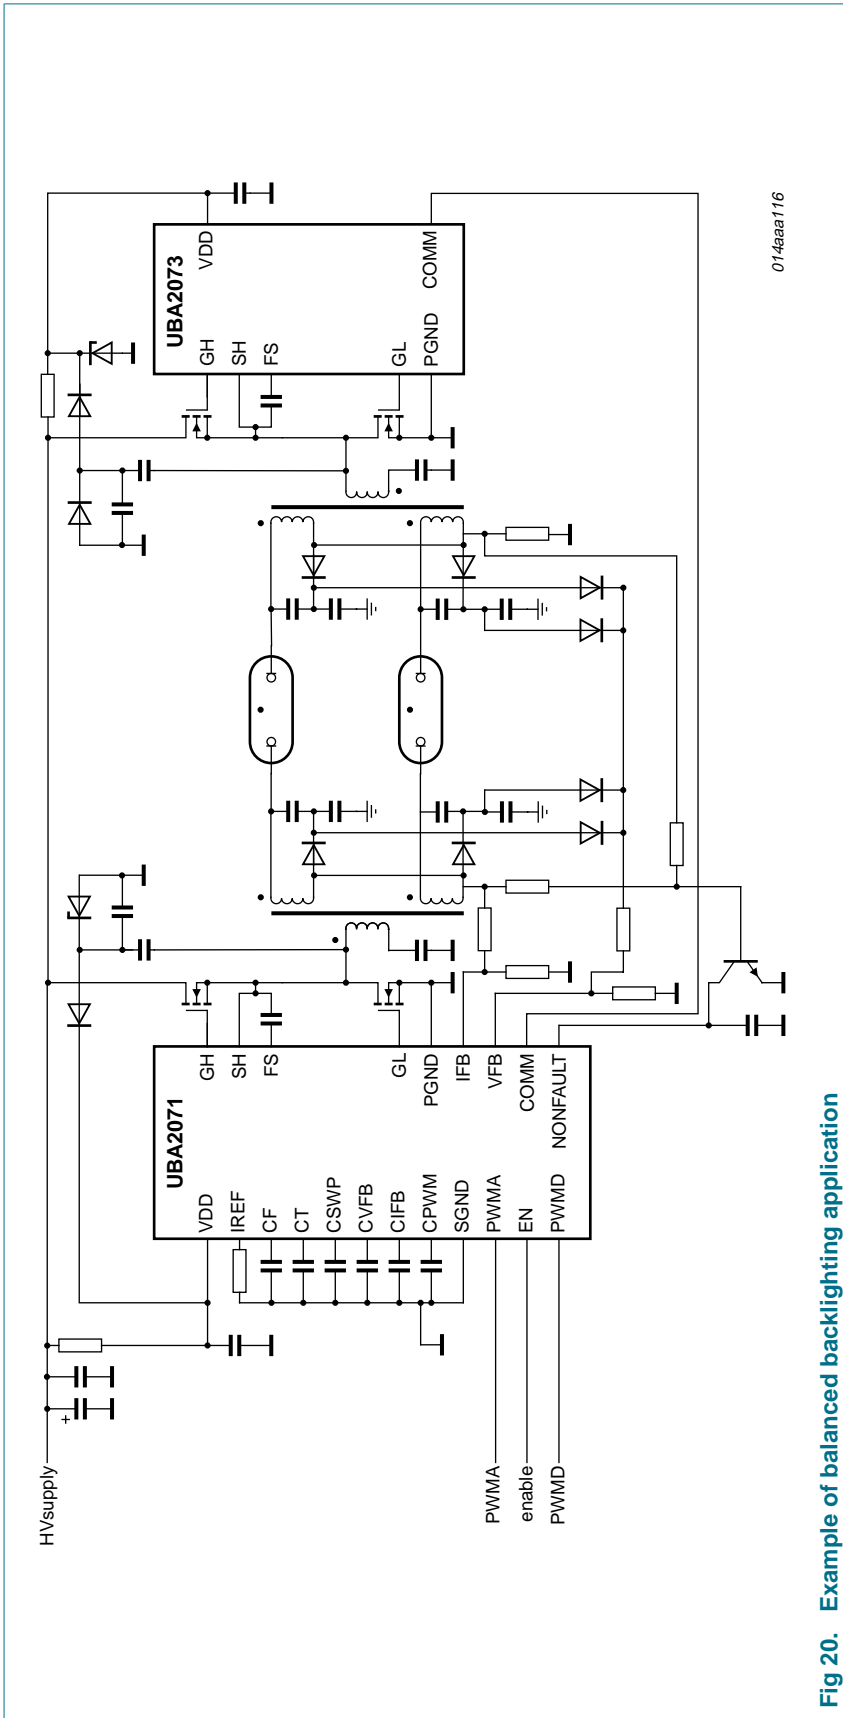 HVsupply
PWMA
enable
PWMD
UBA2071
VDD
IREF
CF
CT
CSWP
CVFB
CIFB
CPWM
SGND
PWMA
EN
PWMD
GH
SH
FS
GL
PGND
IFB
VFB
COMM
NONFAULT
+
UBA2073
GH
SH
FS
GL
PGND
VDD
COMM
014aaa116
Fig 20. Example of balanced backlighting application